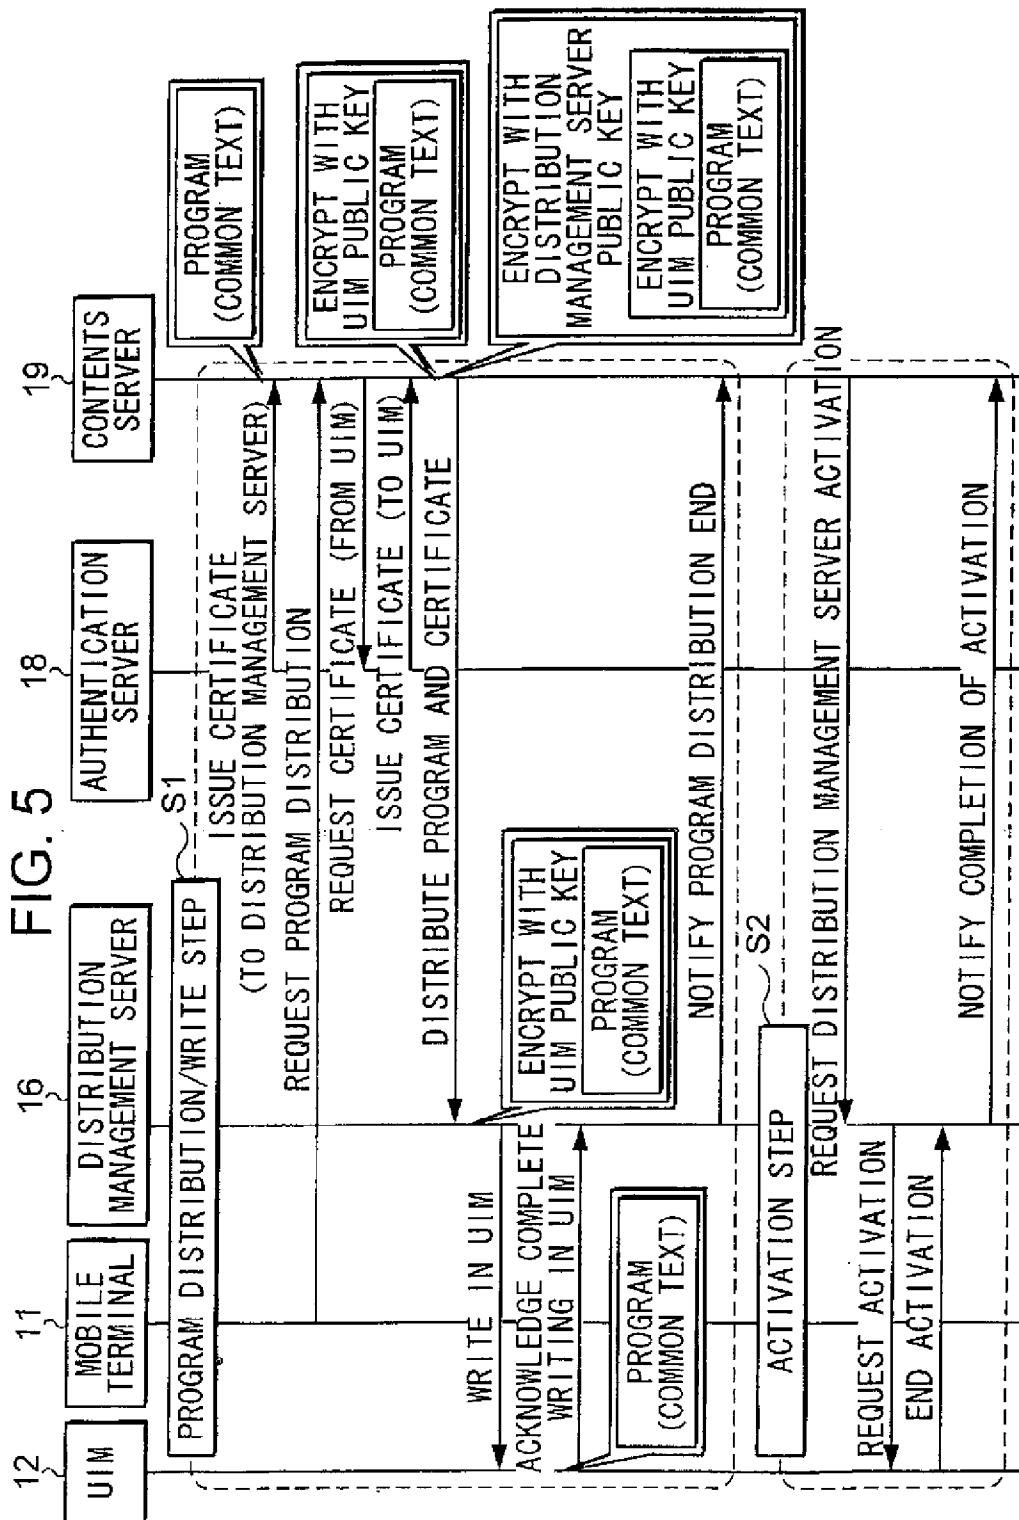 FIG. 5
12
UIM
11
MOBILE
TERMINAL
16
DISTRIBUTION
MANAGEMENT SERVER
18
AUTHENTICATION
SERVER
19
CONTENTS
SERVER
PROGRAM DISTRIBUTION/WRITE STEP
S1
ISSUE CERTIFICATE
(TO DISTRIBUTION MANAGEMENT SERVER)
PROGRAM
(COMMON TEXT)
REQUEST PROGRAM DISTRIBUTION
REQUEST CERTIFICATE (FROM UIM)
ISSUE CERTIFICATE (TO UIM)
ENCRYPT WITH
UIM PUBLIC KEY
PROGRAM
(COMMON TEXT)
DISTRIBUTE PROGRAM AND CERTIFICATE
ENCRYPT WITH
DISTRIBUTION
MANAGEMENT SERVER
PUBLIC KEY
ENCRYPT WITH
UIM PUBLIC KEY
PROGRAM
(COMMON TEXT)
ENCRYPT WITH
UIM PUBLIC KEY
PROGRAM
(COMMON TEXT)
WRITE IN UIM
ACKNOWLEDGE COMPLETE
WRITING IN UIM
PROGRAM
(COMMON TEXT)
NOTIFY PROGRAM DISTRIBUTION END
ACTIVATION STEP
S2
REQUEST DISTRIBUTION MANAGEMENT SERVER ACTIVATION
REQUEST ACTIVATION
END ACTIVATION
NOTIFY COMPLETION OF ACTIVATION